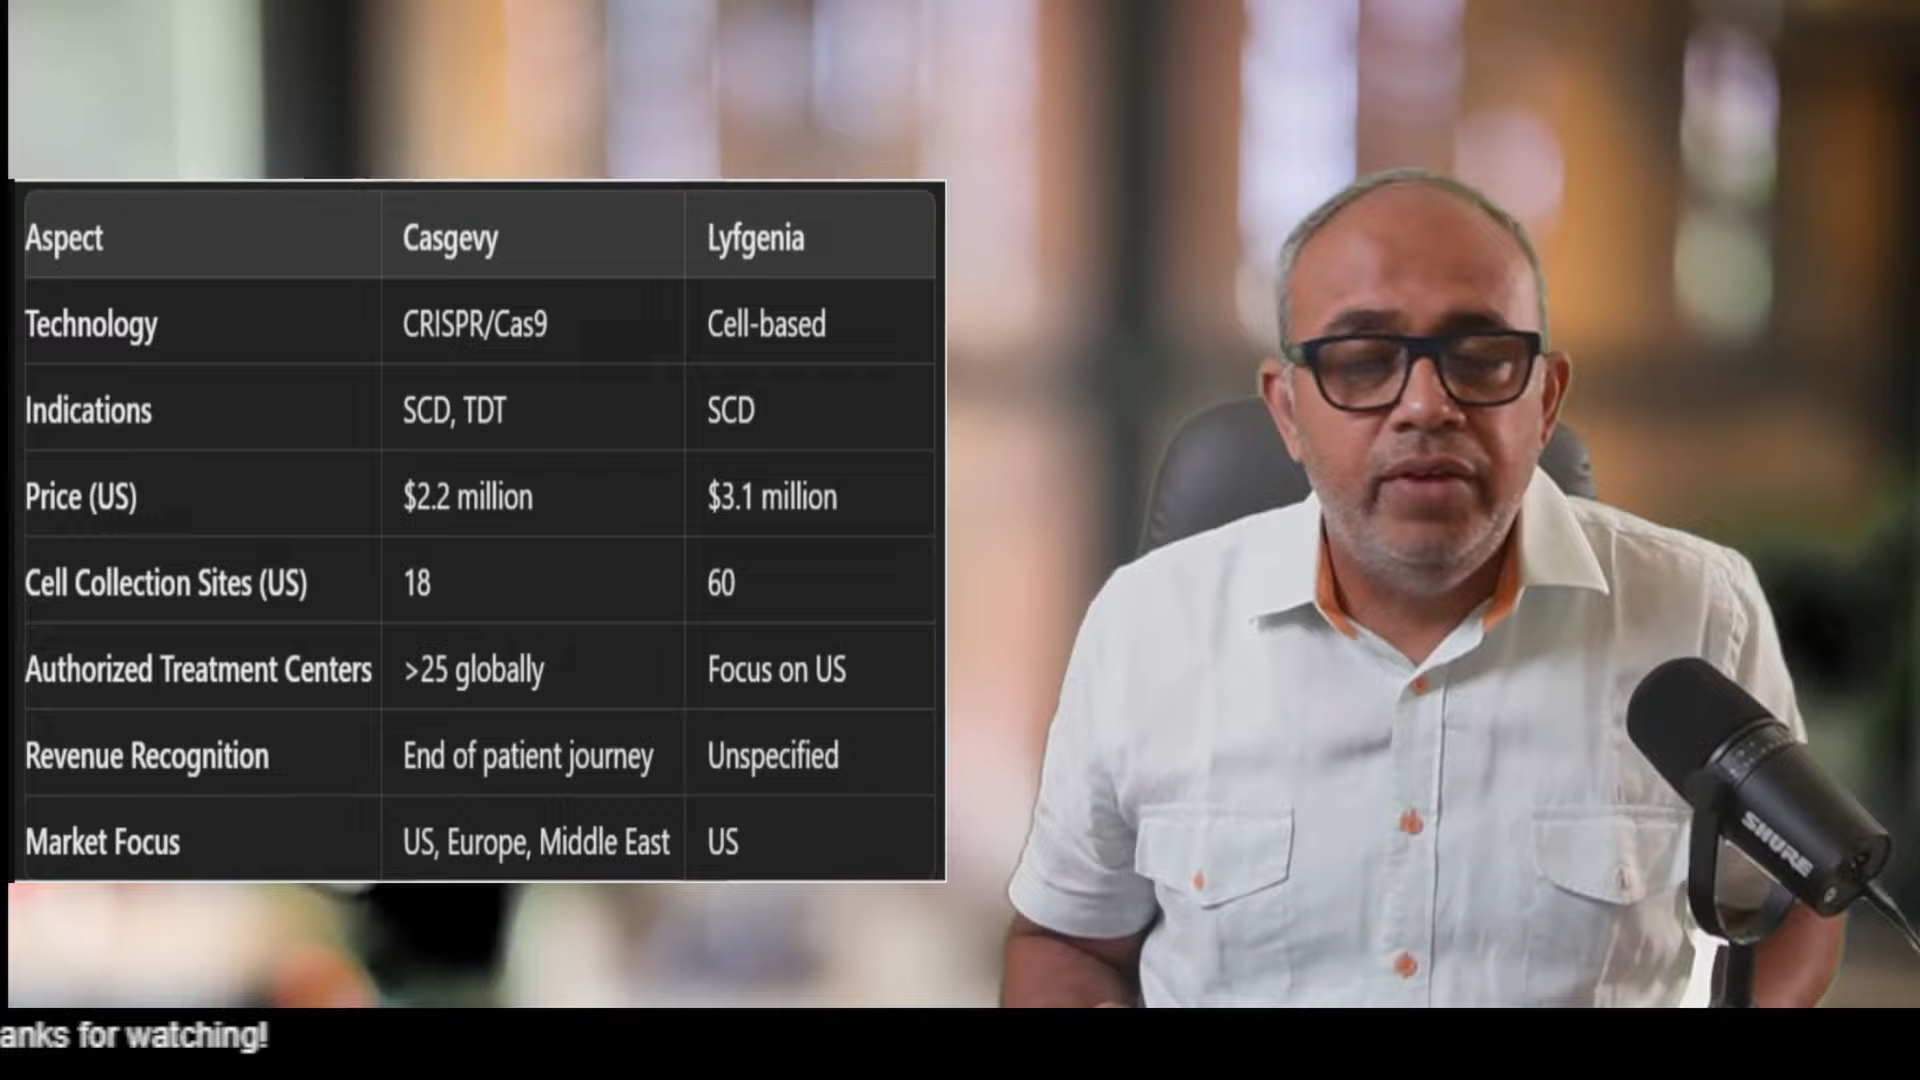 Aspect Casgevy Lyfgenia
Technology CRISPR/Cas9 Cell-based
Indications SCD, TDT SCD
Price (US) $2.2 million $3.1 million
Cell Collection Sites (US) 18 60
Authorized Treatment Centers >25 globally Focus on US
Revenue Recognition End of patient journey Unspecified
Market Focus US, Europe, Middle East US
SHURE
anks for watching!